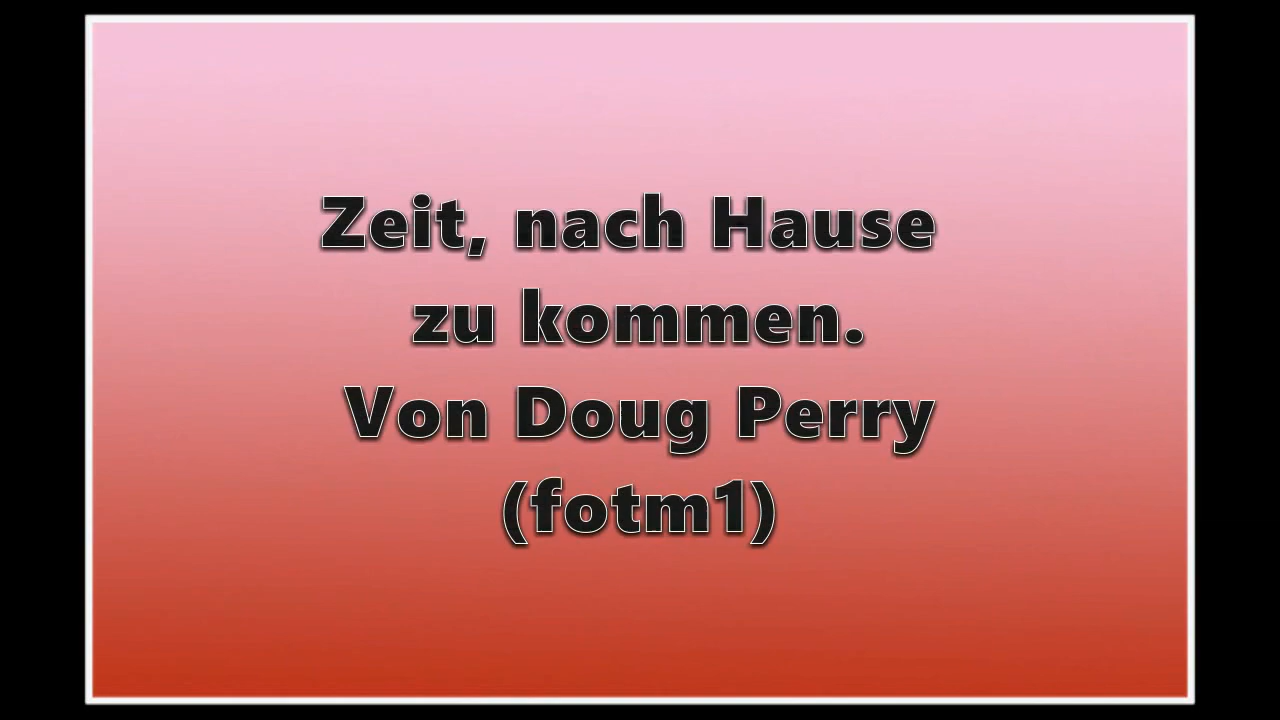 Zeit, nach Hause
zu kommen.
Von Doug Perry
(fotm1)